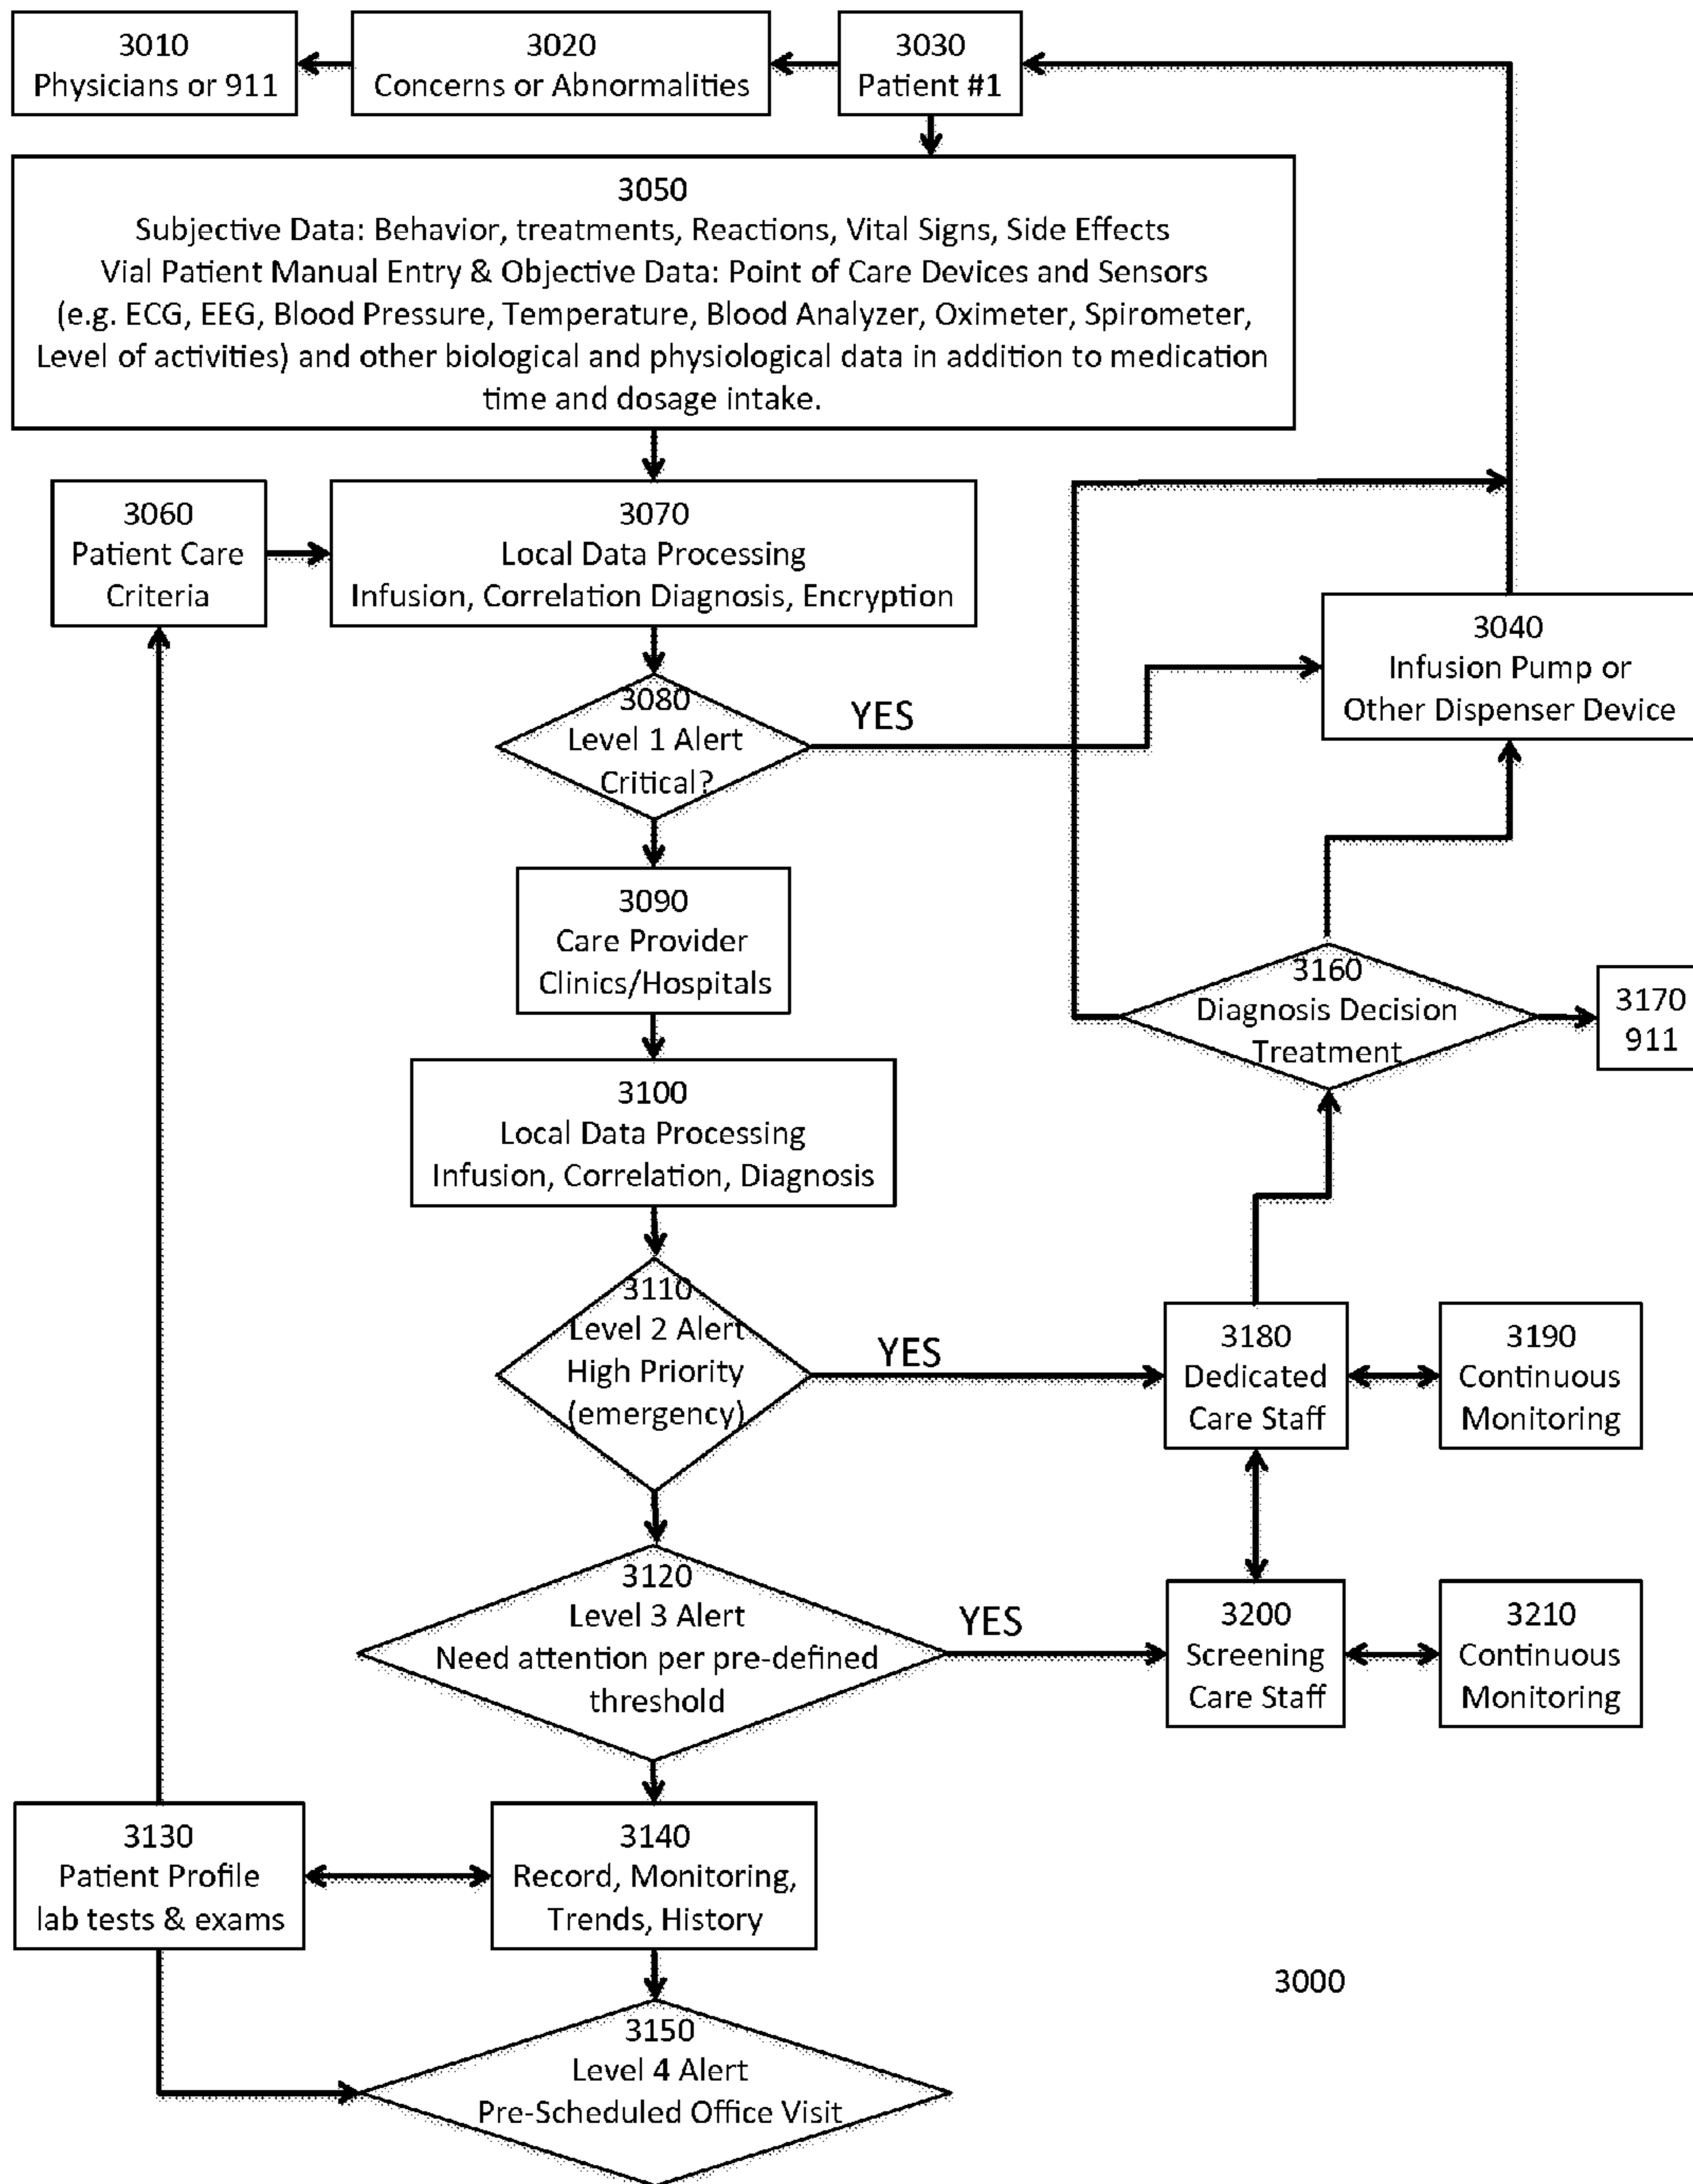 3010
Physicians or 911
3020
Concerns or Abnormalities
3030
Patient #1
3050
Subjective Data: Behavior, treatments, Reactions, Vital Signs, Side Effects
Vial Patient Manual Entry & Objective Data: Point of Care Devices and Sensors
(e.g. ECG, EEG, Blood Pressure, Temperature, Blood Analyzer, Oximeter, Spirometer,
Level of activities) and other biological and physiological data in addition to medication
time and dosage intake.
3060
Patient Care
Criteria
3070
Local Data Processing
Infusion, Correlation Diagnosis, Encryption
3040
Infusion Pump or
Other Dispenser Device
3080
Level 1 Alert
Critical?
YES
3090
Care Provider
Clinics/Hospitals
3160
Diagnosis Decision
Treatment
3170
911
3100
Local Data Processing
Infusion, Correlation, Diagnosis
3110
Level 2 Alert
High Priority
(emergency)
YES
3180
Dedicated
Care Staff
3190
Continuous
Monitoring
3120
Level 3 Alert
Need attention per pre-defined
threshold
YES
3200
Screening
Care Staff
3210
Continuous
Monitoring
3130
Patient Profile
lab tests & exams
3140
Record, Monitoring,
Trends, History
3000
3150
Level 4 Alert
Pre-Scheduled Office Visit